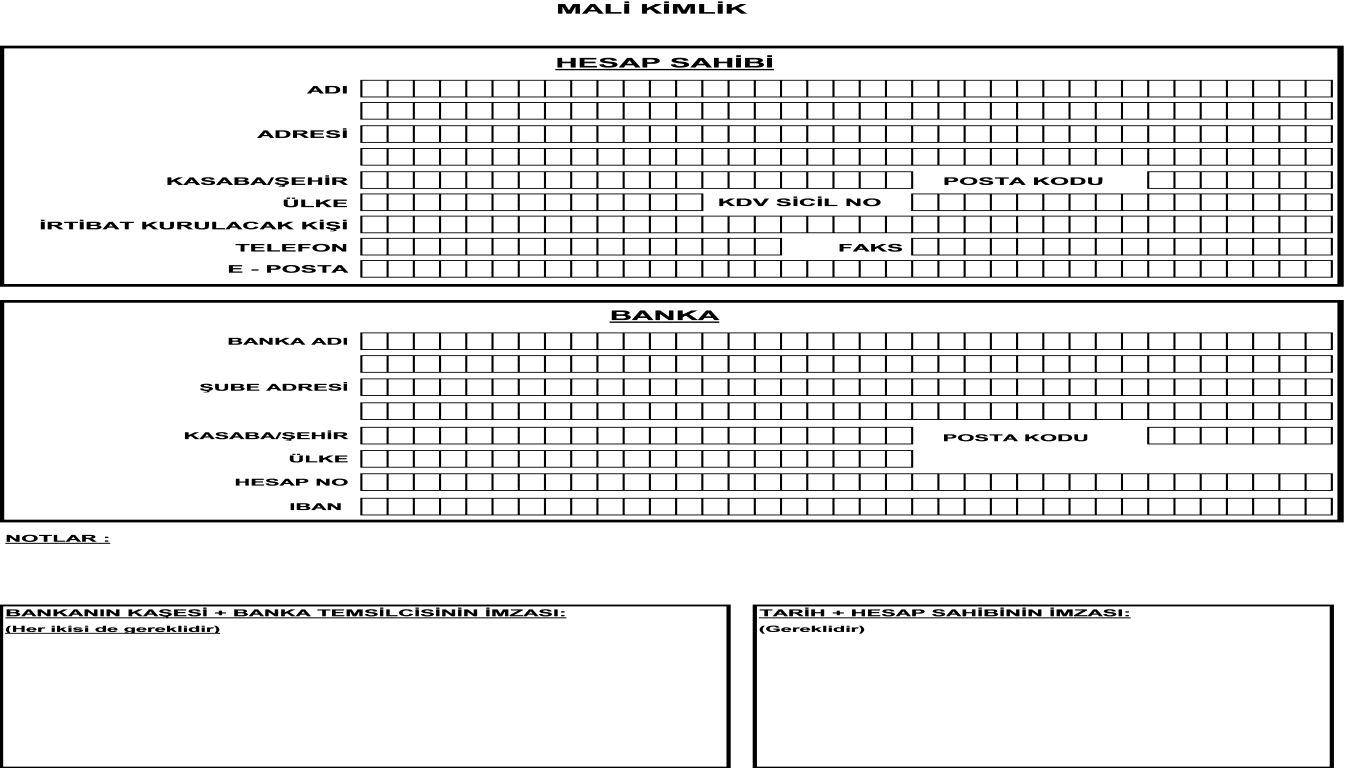 MALİ KİMLİK
HESAP SAHİBİ
ADI
ADRESİ
KASABA/ŞEHİR POSTA KODU
ÜLKE KDV SİCİL NO
İRTİBAT KURULACAK KİŞİ
TELEFON FAKS
E - POSTA
BANKA
BANKA ADI
ŞUBE ADRESİ
KASABA/ŞEHİR POSTA KODU
ÜLKE
HESAP NO
IBAN
NOTLAR :
BANKANIN KAŞESİ + BANKA TEMSİLCİSİNİN İMZASI:
(Her ikisi de gereklidir)
TARİH + HESAP SAHİBİNİN İMZASI:
(Gereklidir)